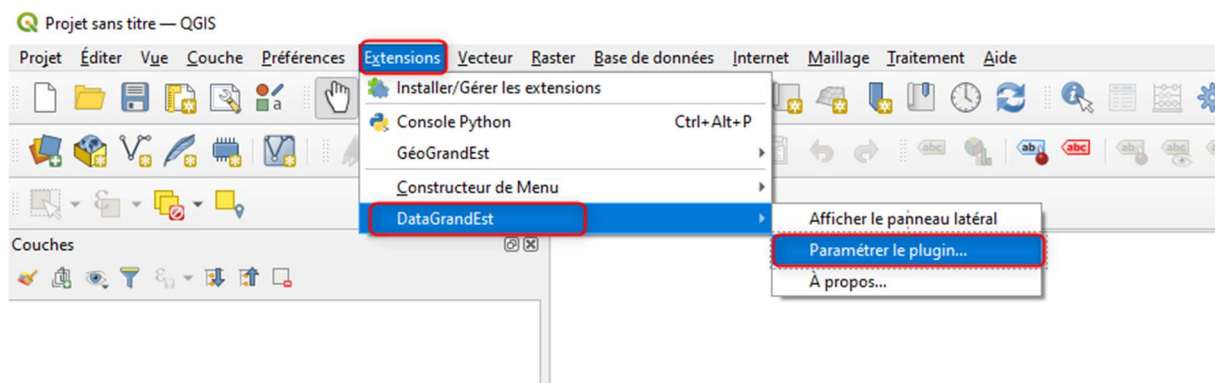 Projet sans titre — QGIS
Projet Éditer Vue Couche Préférences Extensions Vecteur Raster Base de données Internet Maillage Traitement Aide
Installer/Gérer les extensions
Console Python Ctrl+Alt+P
GéoGrandEst
Constructeur de Menu
DataGrandEst
Afficher le panneau latéral
Paramétrer le plugin...
À propos...
Couches